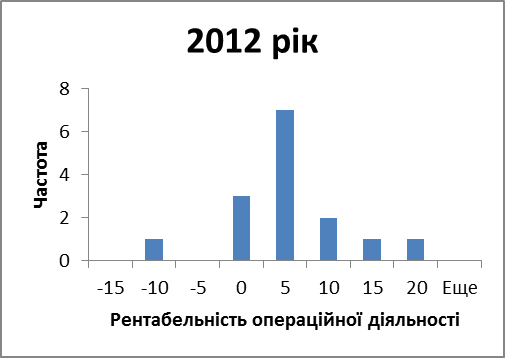 2012 рік
Частота
8
6
4
2
0
-15 -10 -5 0 5 10 15 20 Еще
Рентабельність операційної діяльності